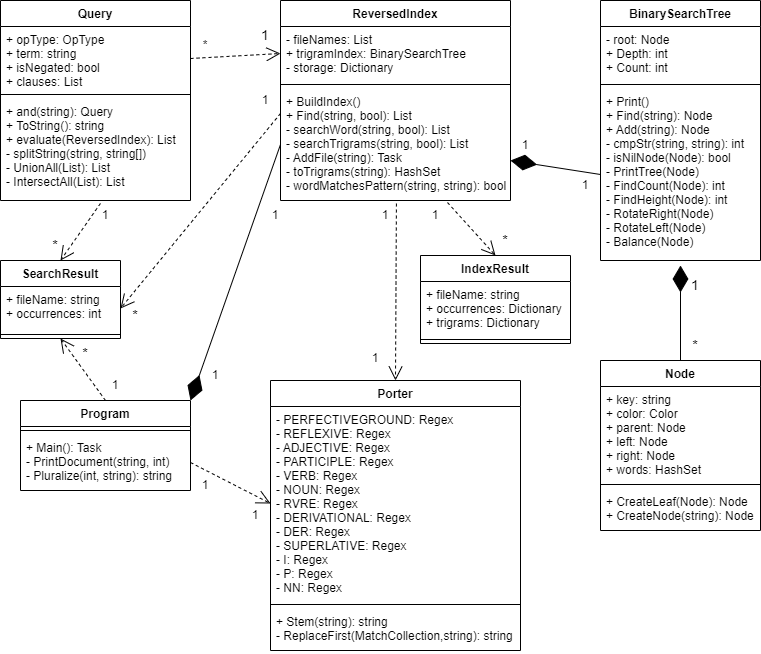 Query
+ opType: OpType
+ term: string
+ isNegated: bool
+ clauses: List
+ and(string): Query
+ ToString(): string
+ evaluate(ReversedIndex): List
- splitString(string, string[])
- UnionAll(List): List
- IntersectAll(List): List
*
1
ReversedIndex
- fileNames: List
+ trigramIndex: BinarySearchTree
- storage: Dictionary
+ BuildIndex()
+ Find(string, bool): List
- searchWord(string, bool): List
- searchTrigrams(string, bool): List
- AddFile(string): Task
- toTrigrams(string): HashSet
- wordMatchesPattern(string, string): bool
1
1
BinarySearchTree
- root: Node
+ Depth: int
+ Count: int
+ Print()
+ Find(string): Node
+ Add(string): Node
- cmpStr(string, string): int
- isNilNode(Node): bool
- PrintTree(Node)
- FindCount(Node): int
- FindHeight(Node): int
- RotateRight(Node)
- RotateLeft(Node)
- Balance(Node)
1
1
*
1
1
1
*
SearchResult
+ fileName: string
+ occurrences: int
*
IndexResult
+ fileName: string
+ occurrences: Dictionary
+ trigrams: Dictionary
1
*
Node
+ key: string
+ color: Color
+ parent: Node
+ left: Node
+ right: Node
+ words: HashSet
+ CreateLeaf(Node): Node
+ CreateNode(string): Node
*
1
1
1
Program
+ Main(): Task
- PrintDocument(string, int)
- Pluralize(int, string): string
1
1
Porter
- PERFECTIVEGROUND: Regex
- REFLEXIVE: Regex
- ADJECTIVE: Regex
- PARTICIPLE: Regex
- VERB: Regex
- NOUN: Regex
- RVRE: Regex
- DERIVATIONAL: Regex
- DER: Regex
- SUPERLATIVE: Regex
- I: Regex
- P: Regex
- NN: Regex
+ Stem(string): string
- ReplaceFirst(MatchCollection,string): string